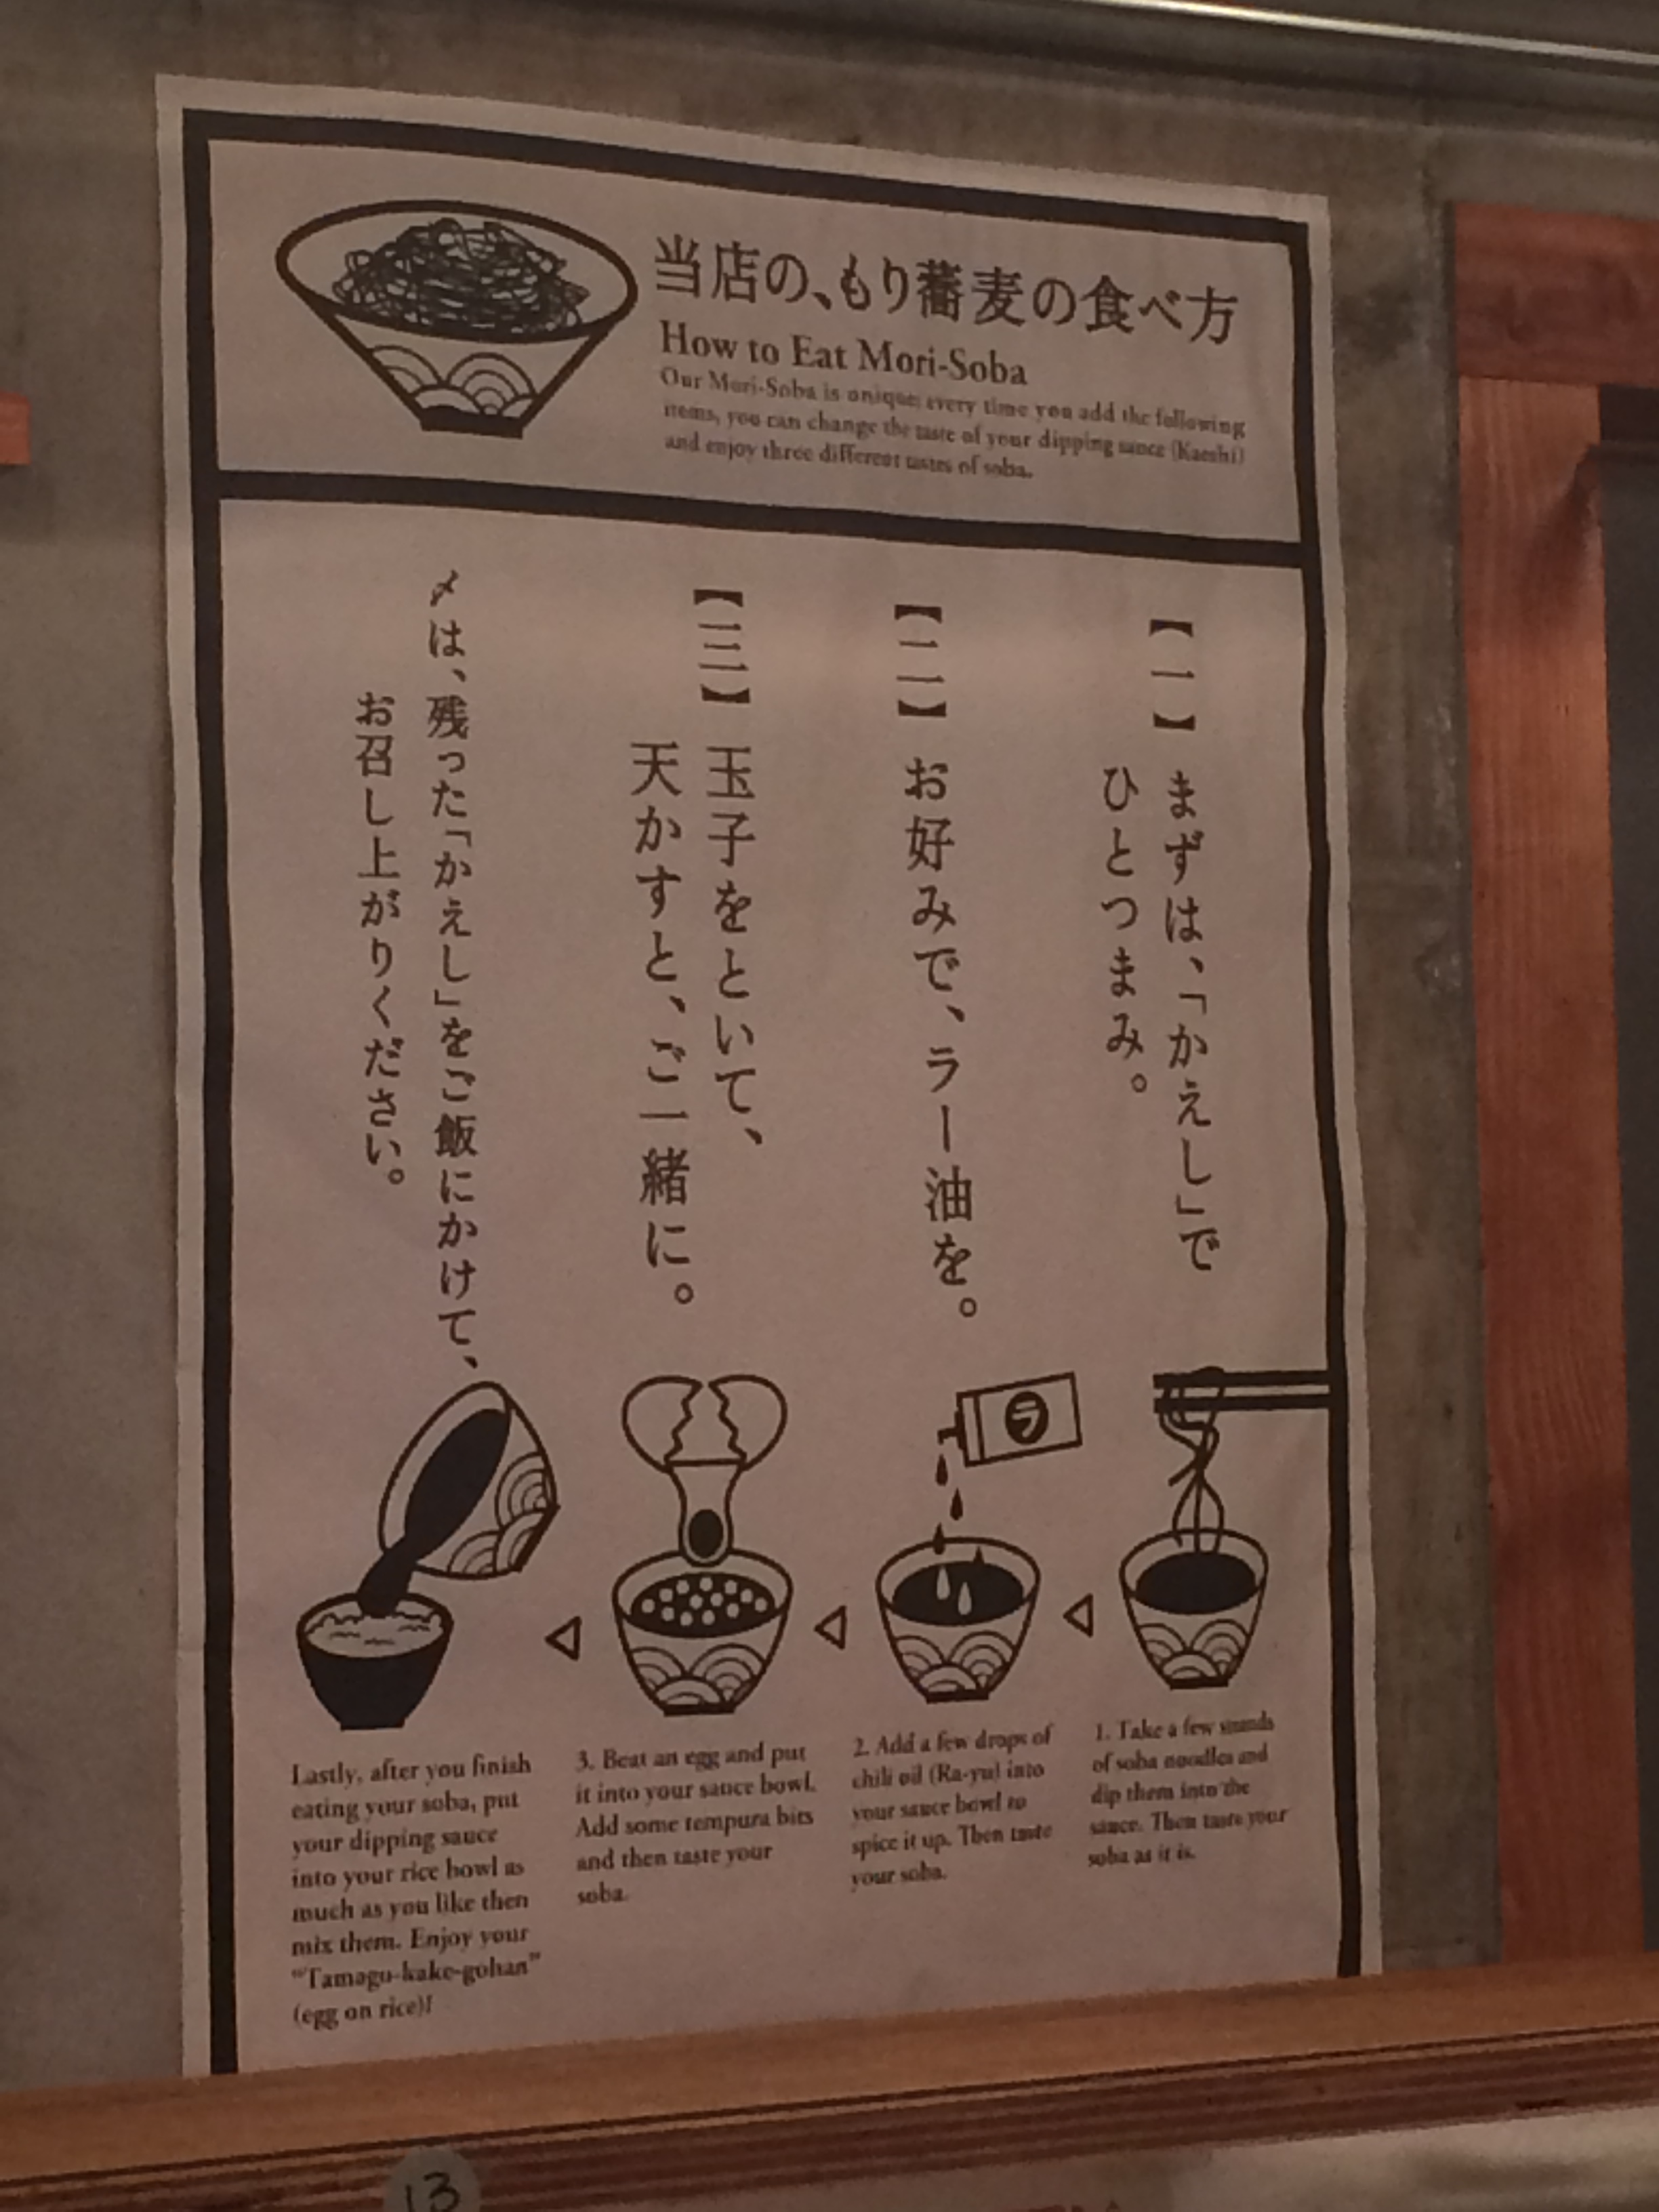 当店の、もり蕎麦の食べ方
How to Eat Mori-Soba
Our Mori-Soba is unique; every time you add the following
items, you can change the taste of your dipping sauce (Kaeshi)
and enjoy three different tastes of soba.
【一】まずは、「かえし」で
ひとつまみ。
【二】お好みで、ラー油を。
【三】玉子をといて、
天かすと、ご一緒に。
〆は、残った「かえし」をご飯にかけて、
お召し上がりください。
ラ
1. Take a few strands
of soba noodles and
dip them into the
sauce. Then taste your
soba as it is.
2. Add a few drops of
chili oil (Ra-yu) into
your sauce bowl to
spice it up. Then taste
your soba.
3. Beat an egg and put
it into your sauce bowl.
Add some tempura bits
and then taste your
soba.
Lastly, after you finish
eating your soba, put
your dipping sauce
into your rice bowl as
much as you like then
mix them. Enjoy your
"Tamago-kake-gohan"
(egg on rice)!
13